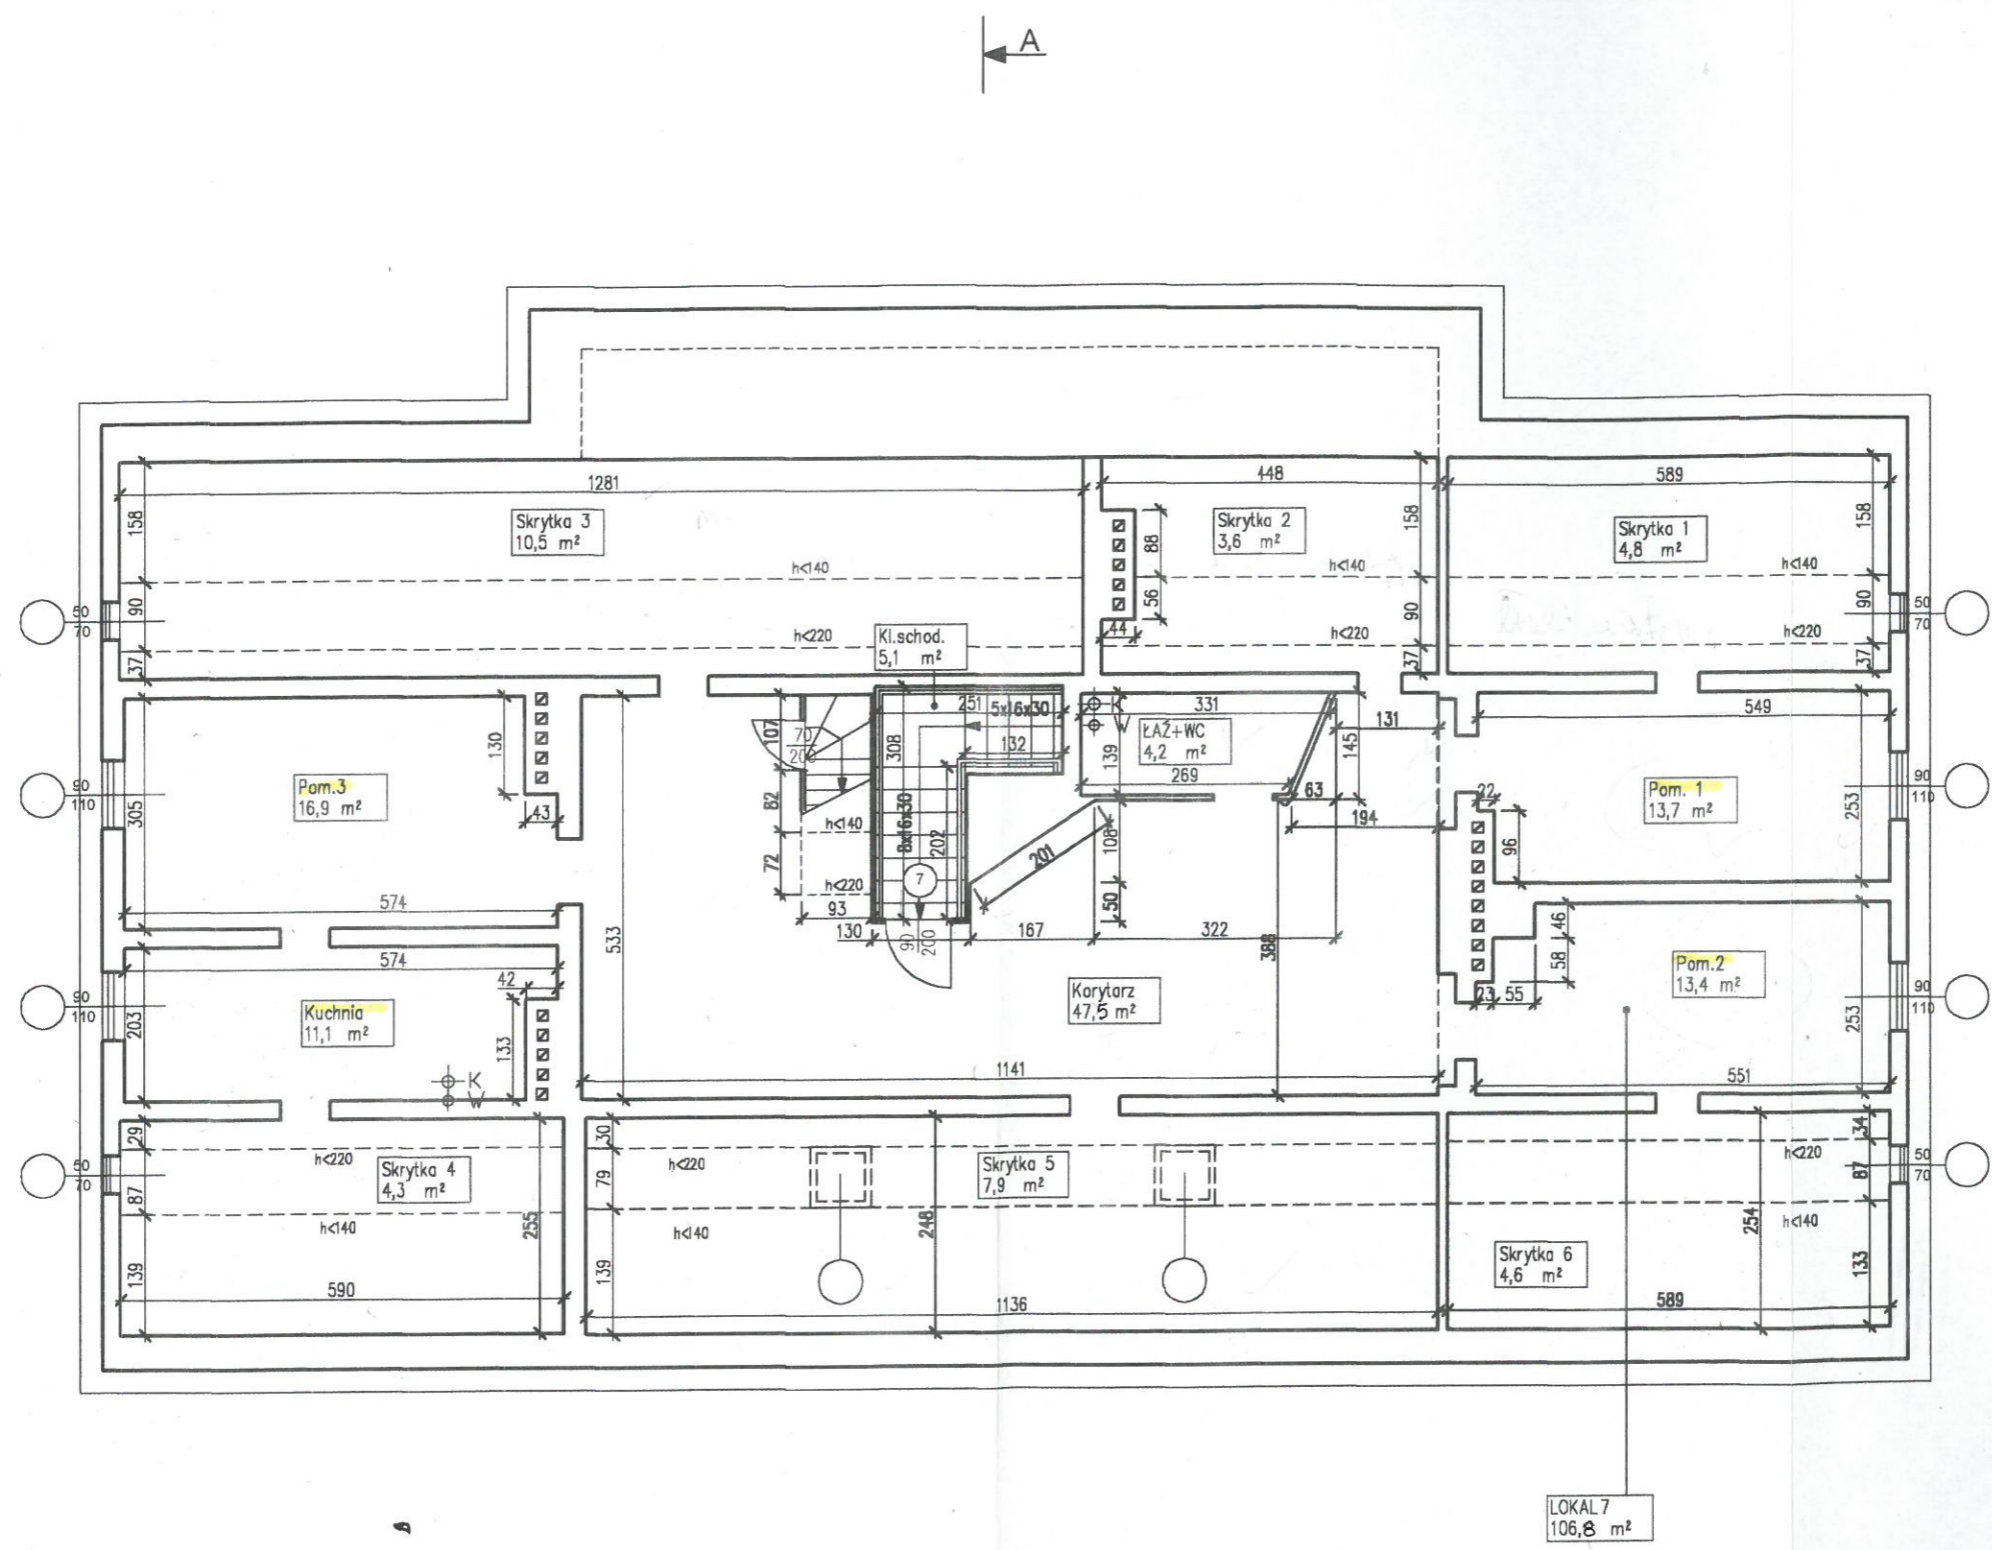 A
1281
448
589
158
Skrytka 3
10,5 m²
88
Skrytka 2
3,6 m²
158
Skrytka 1
4,8 m²
158
h<140
h<140
h<140
50
70
90
56
90
90
50
70
44
h<220
Kl.schod.
5,1 m²
h<220
h<220
37
37
37
251
5x16x30
K
W
331
131
549
107
70
200
308
132
ŁAZ+WC
4,2 m²
139
145
130
269
63
22
90
110
Pom.3
16,9 m²
305
43
82
h<140
8x16x30
202
108
194
Pom. 1
13,7 m²
253
90
110
96
201
72
h<220
7
50
574
93
130
90
200
167
322
388
46
533
574
42
58
Pom.2
13,4 m²
23
55
90
110
203
Kuchnia
11,1 m²
133
Korytarz
47,5 m²
253
90
110
K
W
1141
551
29
30
34
h<220
h<220
h<220
50
70
87
Skrytka 4
4,3 m²
79
Skrytka 5
7,9 m²
87
50
70
h<140
255
h<140
248
254
h<140
139
139
Skrytka 6
4,6 m²
133
590
1136
589
LOKAL 7
106,8 m²